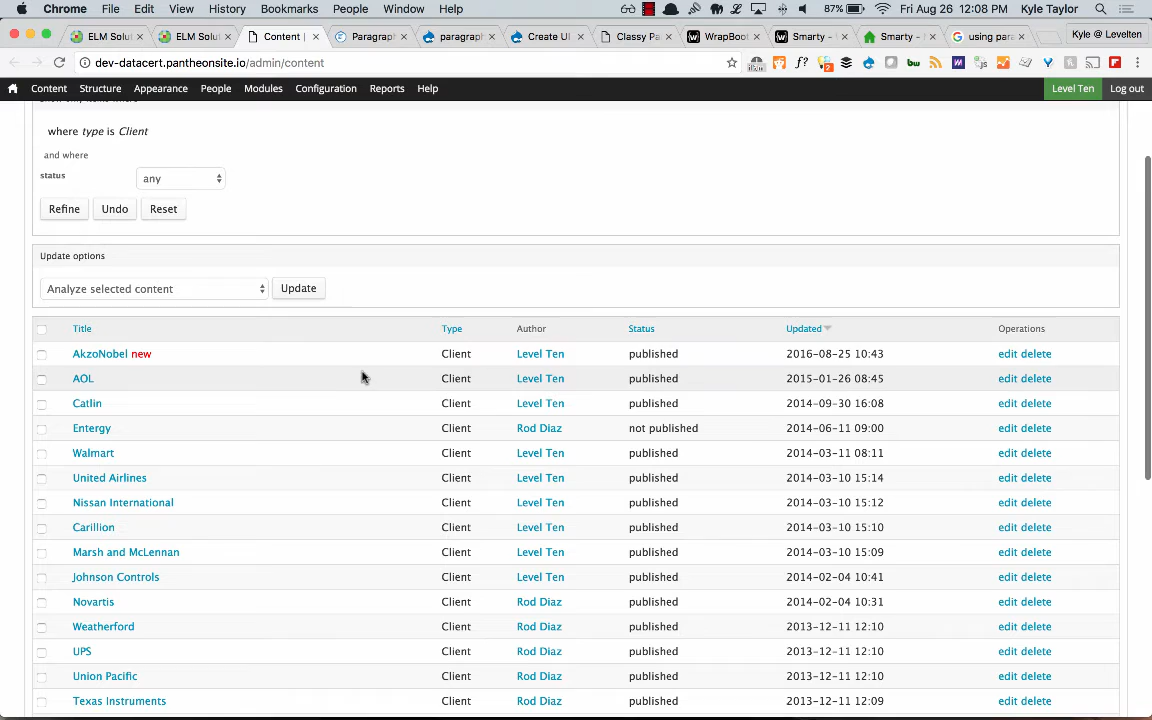 Chrome File Edit View History Bookmarks People Window Help 87% Fri Aug 26 12:08 PM Kyle Taylor
ELM Solu ELM Solu Content | Paragraph paragraph Create UI Classy Pa WrapBoot Smarty - Smarty - using para Kyle @ Levelten
dev-datacert.pantheonsite.io/admin/content
Content Structure Appearance People Modules Configuration Reports Help Level Ten Log out
where type is Client
and where
status any
Refine Undo Reset
Update options
Analyze selected content Update
Title Type Author Status Updated Operations
AkzoNobel new Client Level Ten published 2016-08-25 10:43 edit delete
AOL Client Level Ten published 2015-01-26 08:45 edit delete
Catlin Client Level Ten published 2014-09-30 16:08 edit delete
Entergy Client Rod Diaz not published 2014-06-11 09:00 edit delete
Walmart Client Level Ten published 2014-03-11 08:11 edit delete
United Airlines Client Level Ten published 2014-03-10 15:14 edit delete
Nissan International Client Level Ten published 2014-03-10 15:12 edit delete
Carillion Client Level Ten published 2014-03-10 15:10 edit delete
Marsh and McLennan Client Level Ten published 2014-03-10 15:09 edit delete
Johnson Controls Client Level Ten published 2014-02-04 10:41 edit delete
Novartis Client Rod Diaz published 2014-02-04 10:31 edit delete
Weatherford Client Rod Diaz published 2013-12-11 12:10 edit delete
UPS Client Rod Diaz published 2013-12-11 12:10 edit delete
Union Pacific Client Rod Diaz published 2013-12-11 12:10 edit delete
Texas Instruments Client Rod Diaz published 2013-12-11 12:09 edit delete